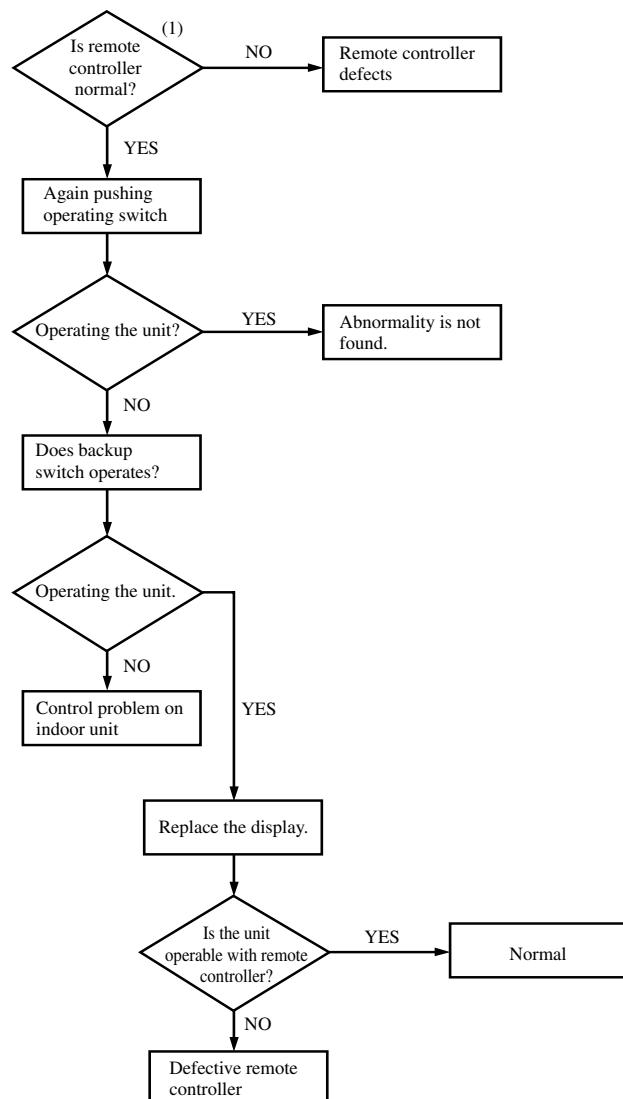 (1)
Is remote
controller
normal?
NO
Remote controller
defects
YES
Again pushing
operating switch
Operating the unit?
YES
Abnormality is not
found.
NO
Does backup
switch operates?
Operating the unit.
NO
YES
Control problem on
indoor unit
Replace the display.
Is the unit
operable with remote
controller?
YES
Normal
NO
Defective remote
controller